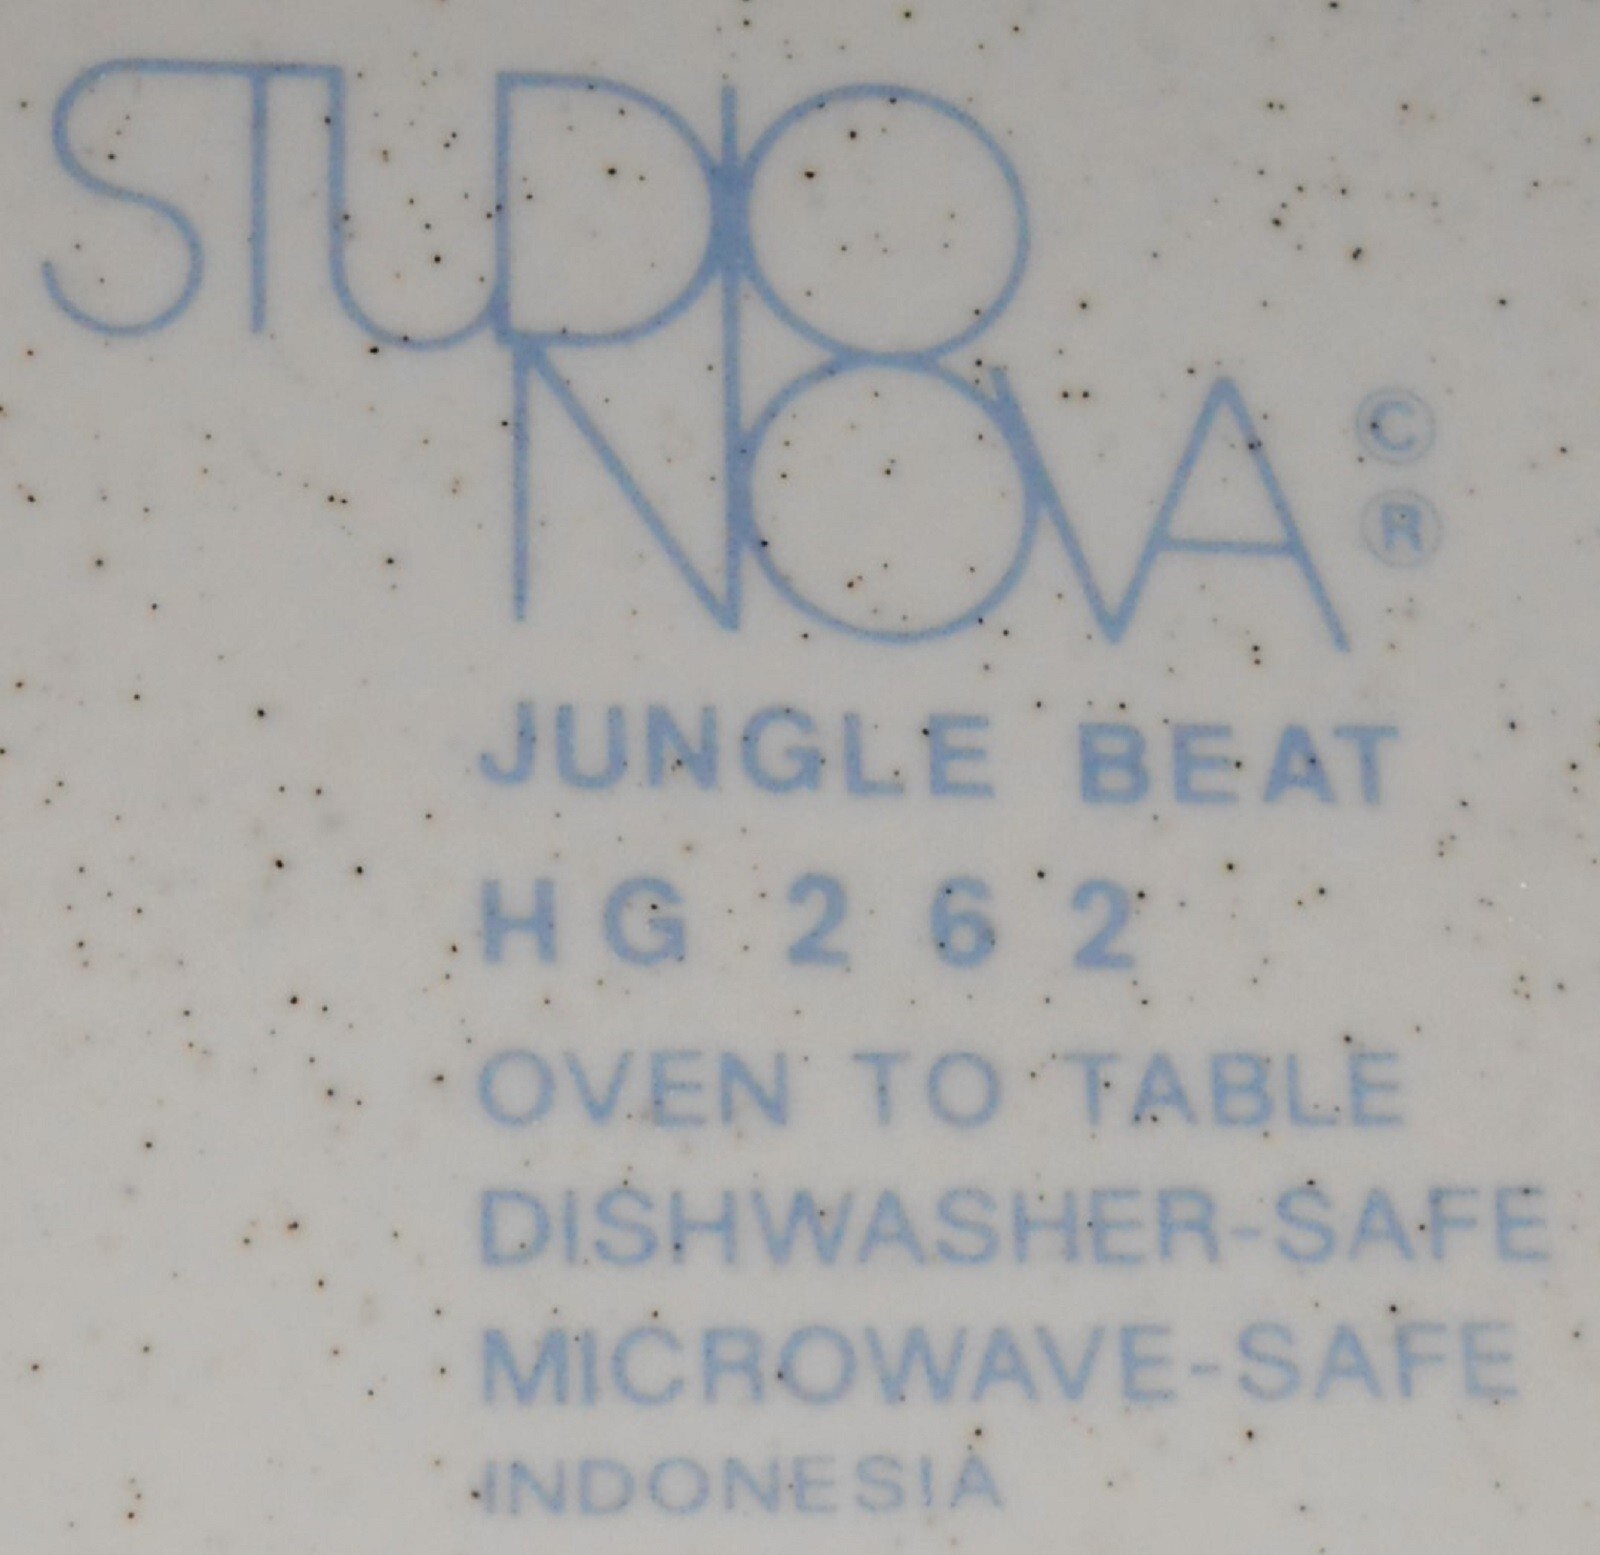 STUDIO
NOVA © ®
JUNGLE BEAT
HG 262
OVEN TO TABLE
DISHWASHER-SAFE
MICROWAVE-SAFE
INDONESIA